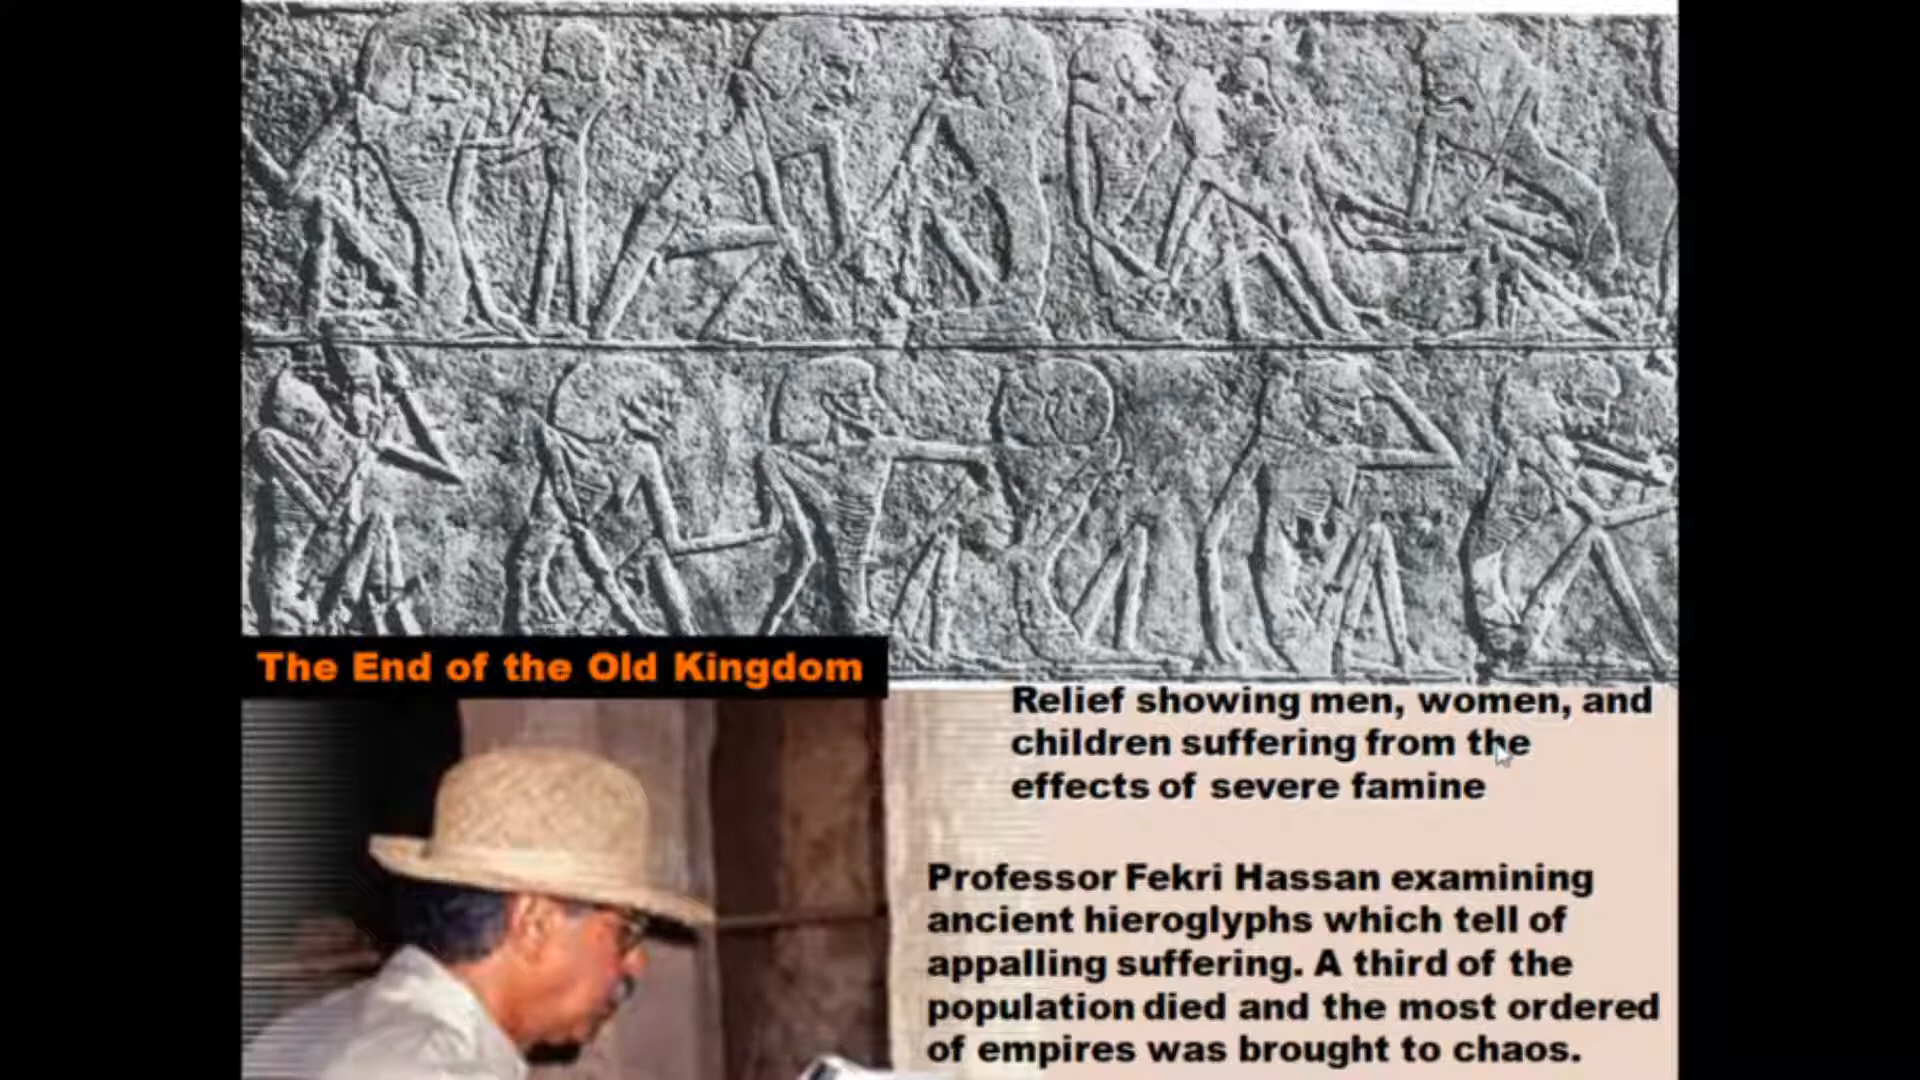 The End of the Old Kingdom
Relief showing men, women, and
children suffering from the
effects of severe famine
Professor Fekri Hassan examining
ancient hieroglyphs which tell of
appalling suffering. A third of the
population died and the most ordered
of empires was brought to chaos.